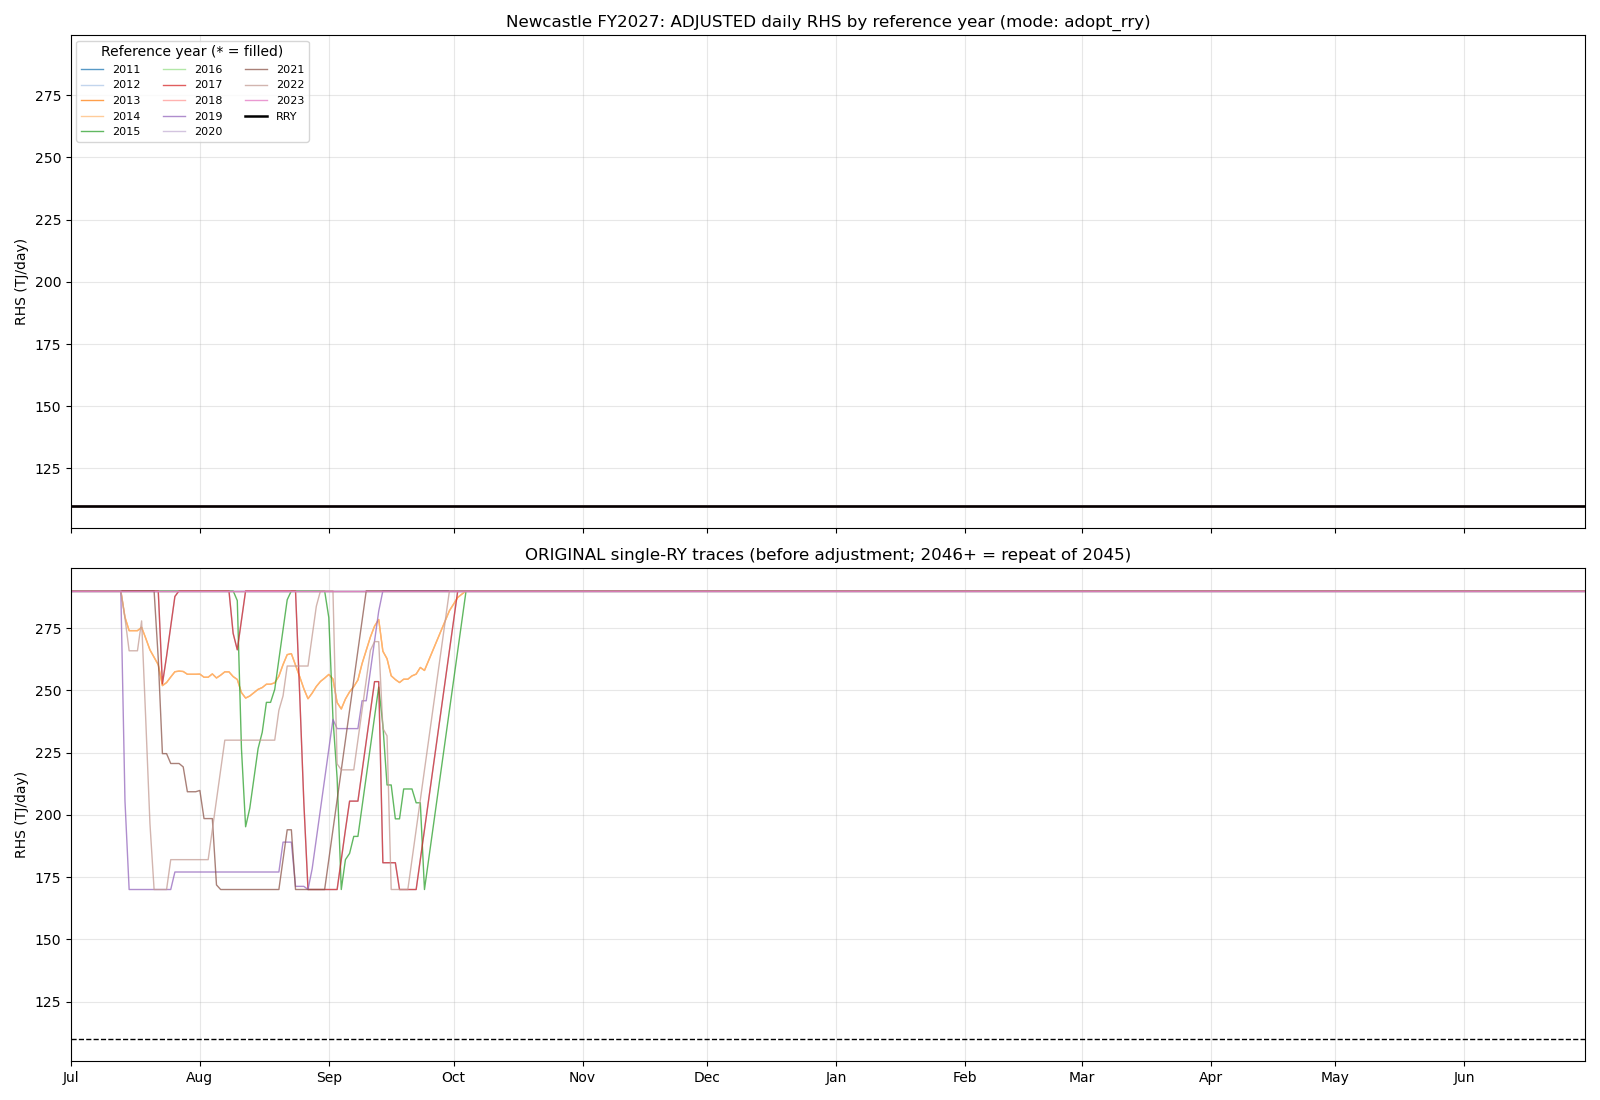 Newcastle FY2027: ADJUSTED daily RHS by reference year (mode: adopt_rry)
Reference year (* = filled)
2011 2016 2021
2012 2017 2022
2013 2018 2023
2014 2019 RRY
2015 2020
275
250
225
200
175
150
125
RHS (TJ/day)
ORIGINAL single-RY traces (before adjustment; 2046+ = repeat of 2045)
275
250
225
200
175
150
125
RHS (TJ/day)
Jul Aug Sep Oct Nov Dec Jan Feb Mar Apr May Jun